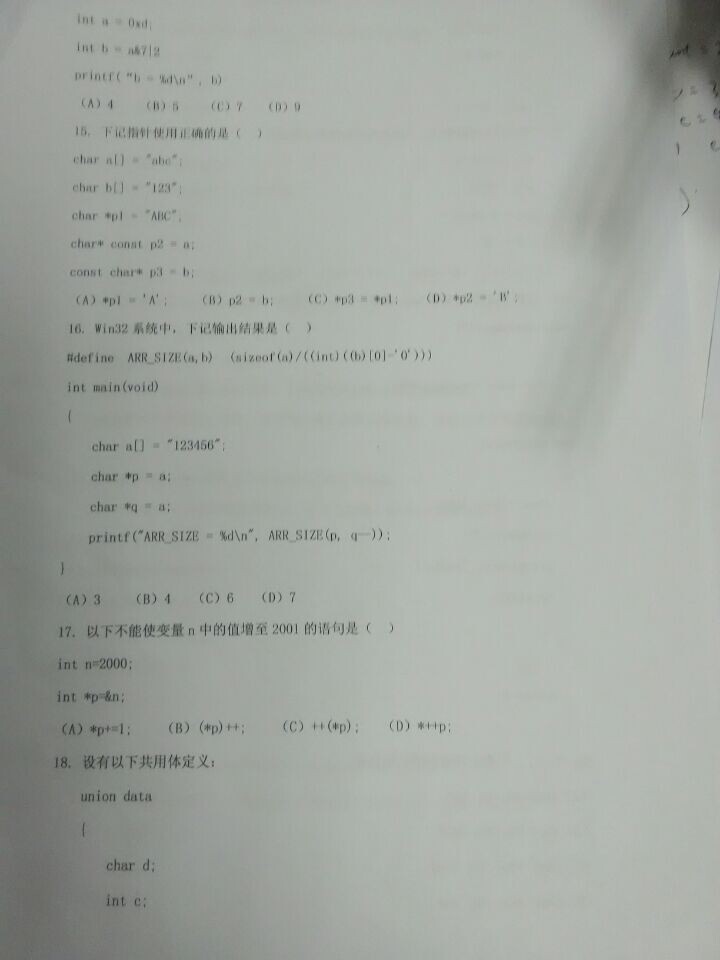 int a = 0xd;
int b = a&7|2
printf("b = %d\n", b)
(A) 4 (B) 5 (C) 7 (D) 9
15. 下记指针使用正确的是( )
char a[] = "abc";
char b[] = "123";
char *p1 = "ABC";
char* const p2 = a;
const char* p3 = b;
(A) *p1 = 'A'; (B) p2 = b; (C) *p3 = *p1; (D) *p2 = 'B';
16. Win32 系统中, 下记输出结果是( )
#define ARR_SIZE(a,b) (sizeof(a)/((int)((b)[0]-'0')))
int main(void)
{
char a[] = "123456";
char *p = a;
char *q = a;
printf("ARR_SIZE = %d\n", ARR_SIZE(p, q--));
}
(A) 3 (B) 4 (C) 6 (D) 7
17. 以下不能使变量 n 中的值增至 2001 的语句是( )
int n=2000;
int *p=&n;
(A) *p+=1; (B) (*p)++; (C) ++(*p); (D) *++p;
18. 设有以下共用体定义:
union data
{
char d;
int c;